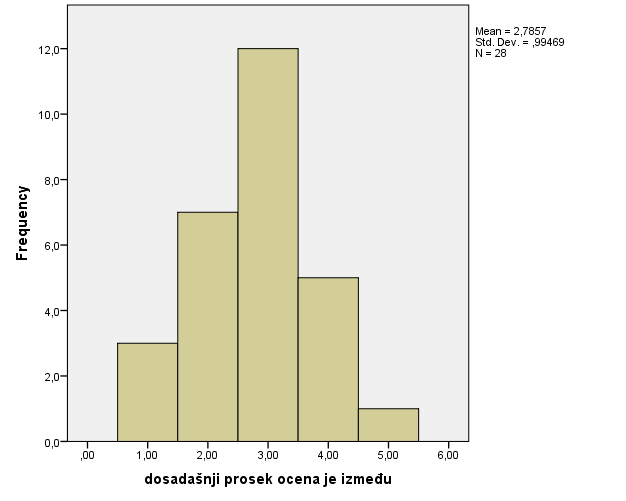 Mean = 2,7857
Std. Dev. = ,99469
N = 28
12,0
10,0
8,0
6,0
4,0
2,0
0,0
Frequency
,00
1,00
2,00
3,00
4,00
5,00
6,00
dosadašnji prosek ocena je između